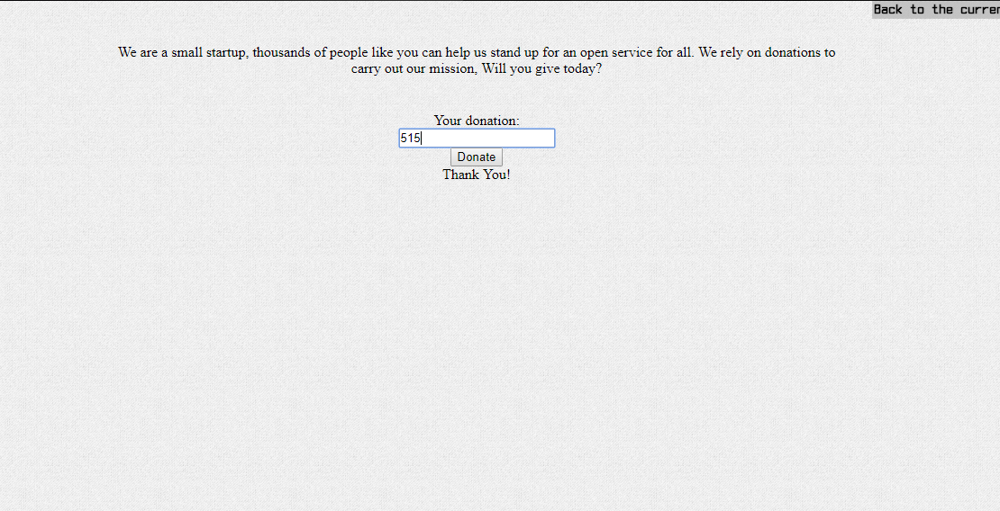 Back to the curren
We are a small startup, thousands of people like you can help us stand up for an open service for all. We rely on donations to
carry out our mission, Will you give today?
Your donation:
515
Donate
Thank You!